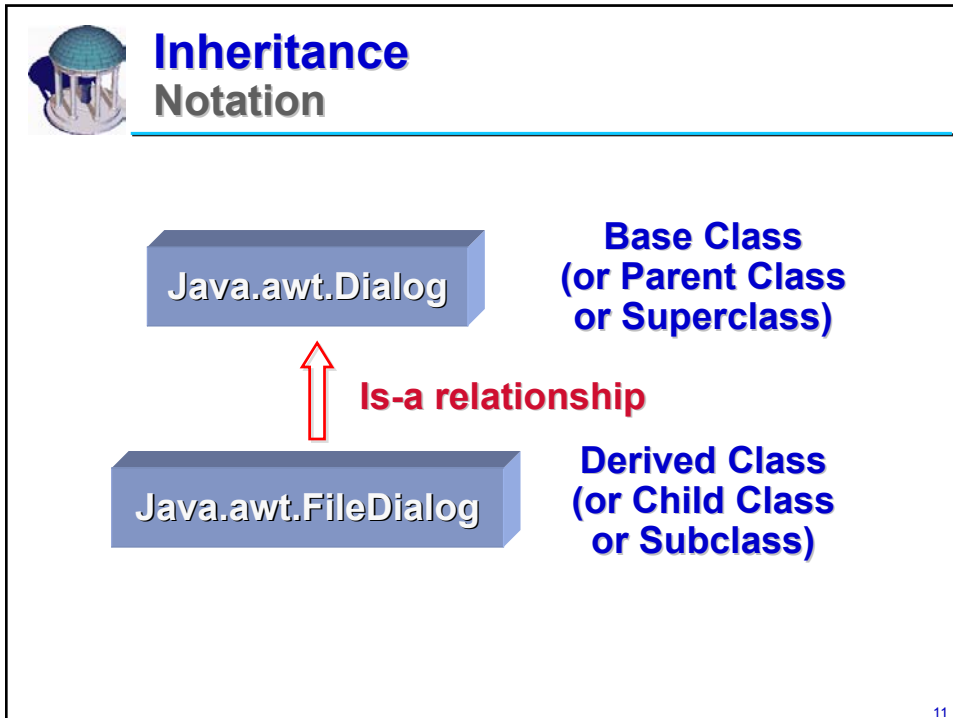 Inheritance
Notation
Java.awt.Dialog
Base Class
(or Parent Class
or Superclass)
Is-a relationship
Java.awt.FileDialog
Derived Class
(or Child Class
or Subclass)
11